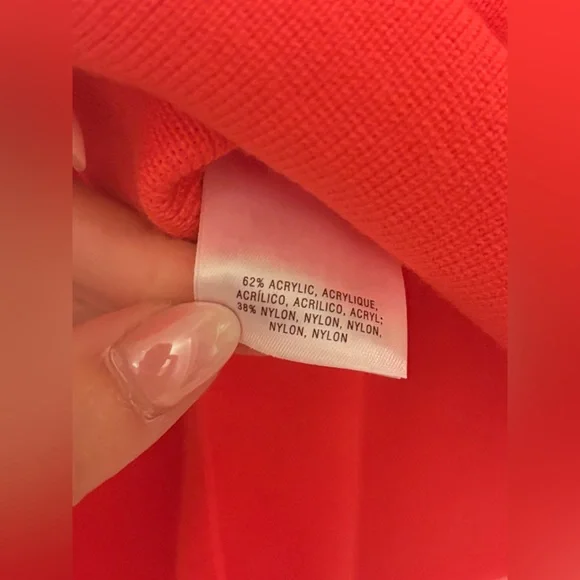 62% ACRYLIC, ACRYLIQUE,
ACRÍLICO, ACRILICO, ACRYL;
38% NYLON, NYLON, NYLON,
NYLON, NYLON